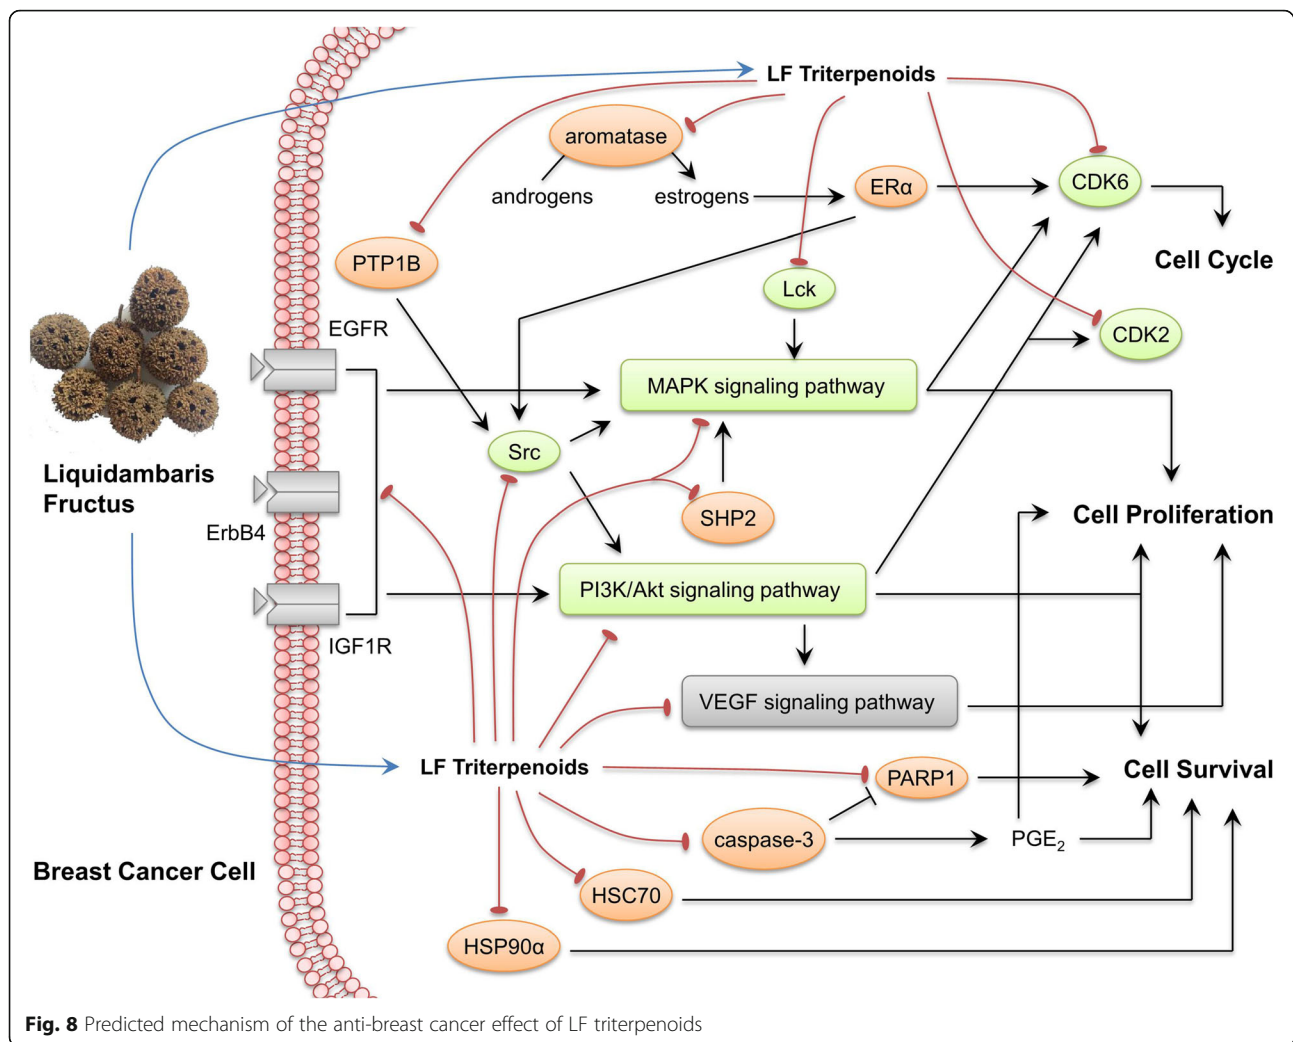 LF Triterpenoids
aromatase
androgens
estrogens
ERα
CDK6
Cell Cycle
PTP1B
Lck
CDK2
EGFR
MAPK signaling pathway
Src
Liquidambaris
Fructus
SHP2
Cell Proliferation
ErbB4
PI3K/Akt signaling pathway
IGF1R
VEGF signaling pathway
LF Triterpenoids
PARP1
Cell Survival
caspase-3
PGE2
Breast Cancer Cell
HSC70
HSP90α
Fig. 8 Predicted mechanism of the anti-breast cancer effect of LF triterpenoids